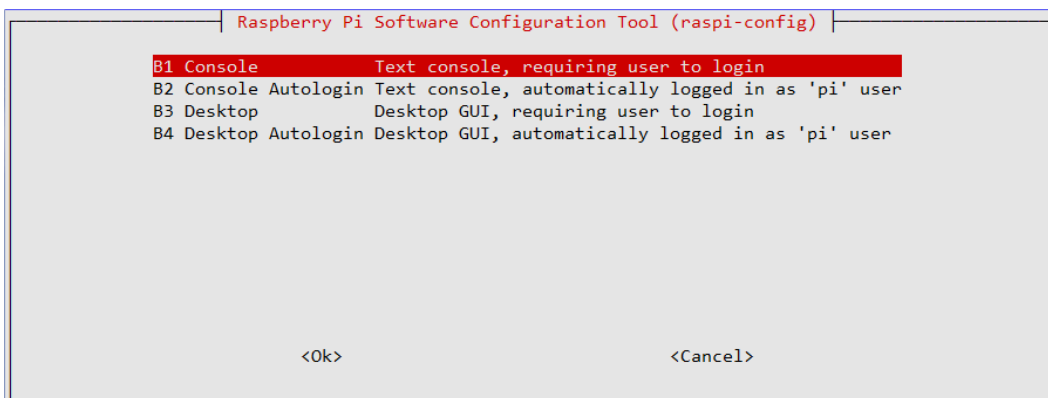 Raspberry Pi Software Configuration Tool (raspi-config)
B1 Console Text console, requiring user to login
B2 Console Autologin Text console, automatically logged in as 'pi' user
B3 Desktop Desktop GUI, requiring user to login
B4 Desktop Autologin Desktop GUI, automatically logged in as 'pi' user
<Ok> <Cancel>